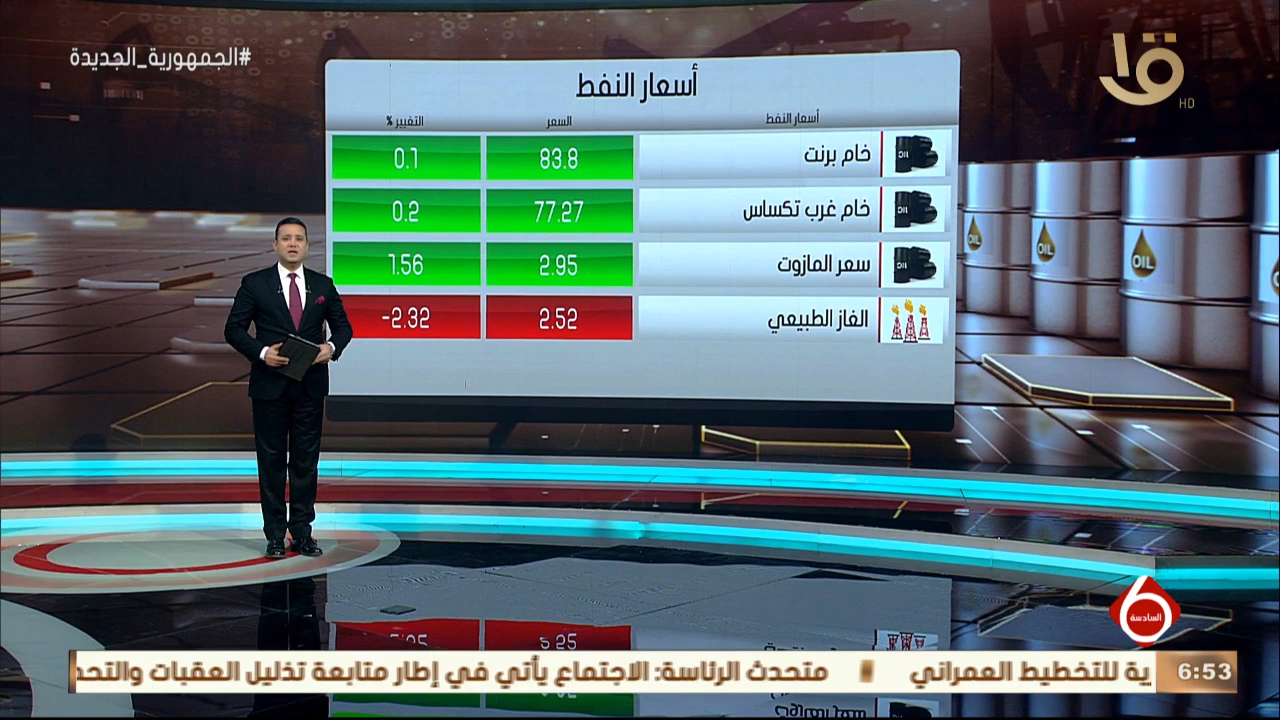 #الجمهورية_الجديدة
HD
أسعار النفط
أسعار النفط السعر التغيير %
خام برنت 83.8 0.1
خام غرب تكساس 77.27 0.2
سعر المازوت 2.95 1.56
الغاز الطبيعي 2.52 -2.32
OIL
OIL
OIL
6
السادسة
6:53 ية للتخطيط العمراني متحدث الرئاسة: الاجتماع يأتي في إطار متابعة تذليل العقبات والتحد